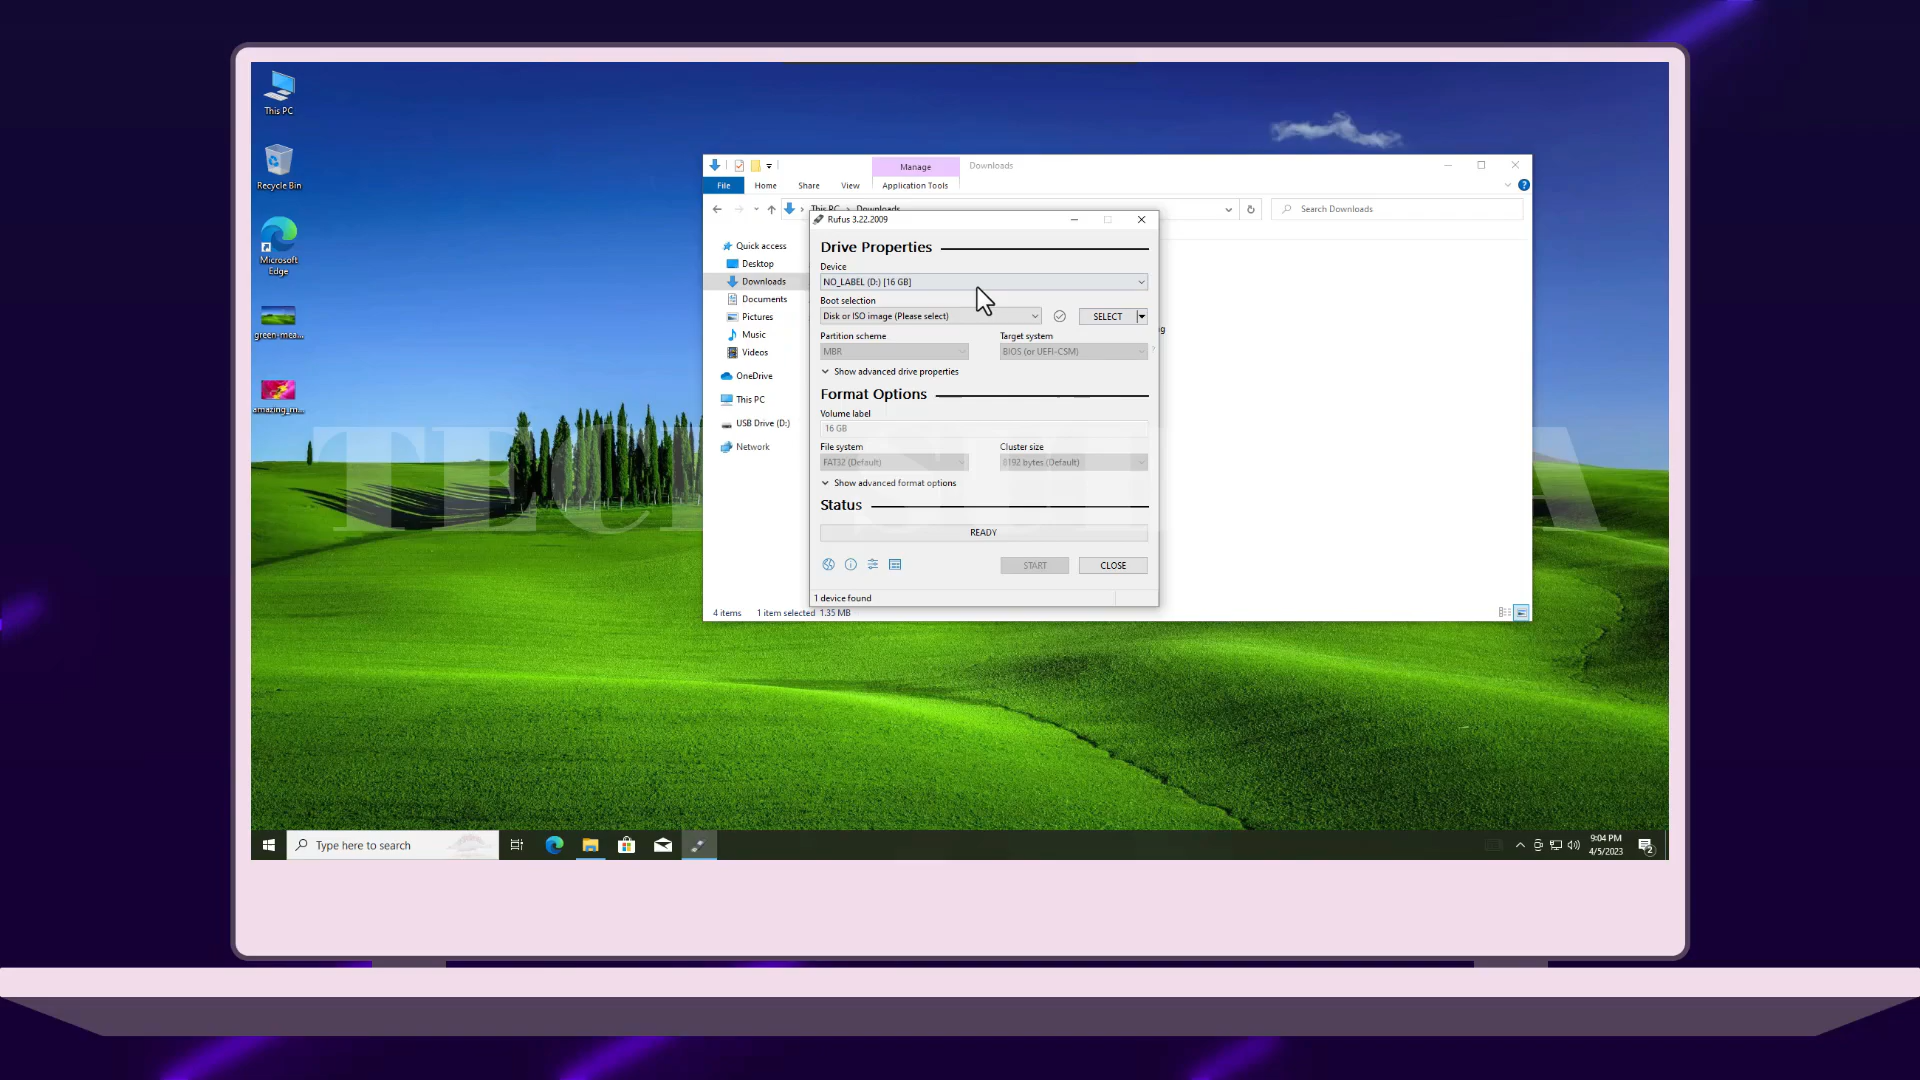 This PC
Recycle Bin
Microsoft
Edge
green-mea...
amazing_m...
Manage
Downloads
File
Home
Share
View
Application Tools
This PC
Downloads
Search Downloads
Quick access
Desktop
Downloads
Documents
Pictures
Music
Videos
OneDrive
This PC
USB Drive (D:)
Network
Rufus 3.22.2009
Drive Properties
Device
NO_LABEL (D:) [16 GB]
Boot selection
Disk or ISO image (Please select)
SELECT
Partition scheme
Target system
MBR
BIOS (or UEFI-CSM)
?
Show advanced drive properties
Format Options
Volume label
16 GB
File system
Cluster size
FAT32 (Default)
8192 bytes (Default)
Show advanced format options
Status
READY
START
CLOSE
1 device found
4 items
1 item selected
1.35 MB
Type here to search
9:04 PM
4/5/2023
2